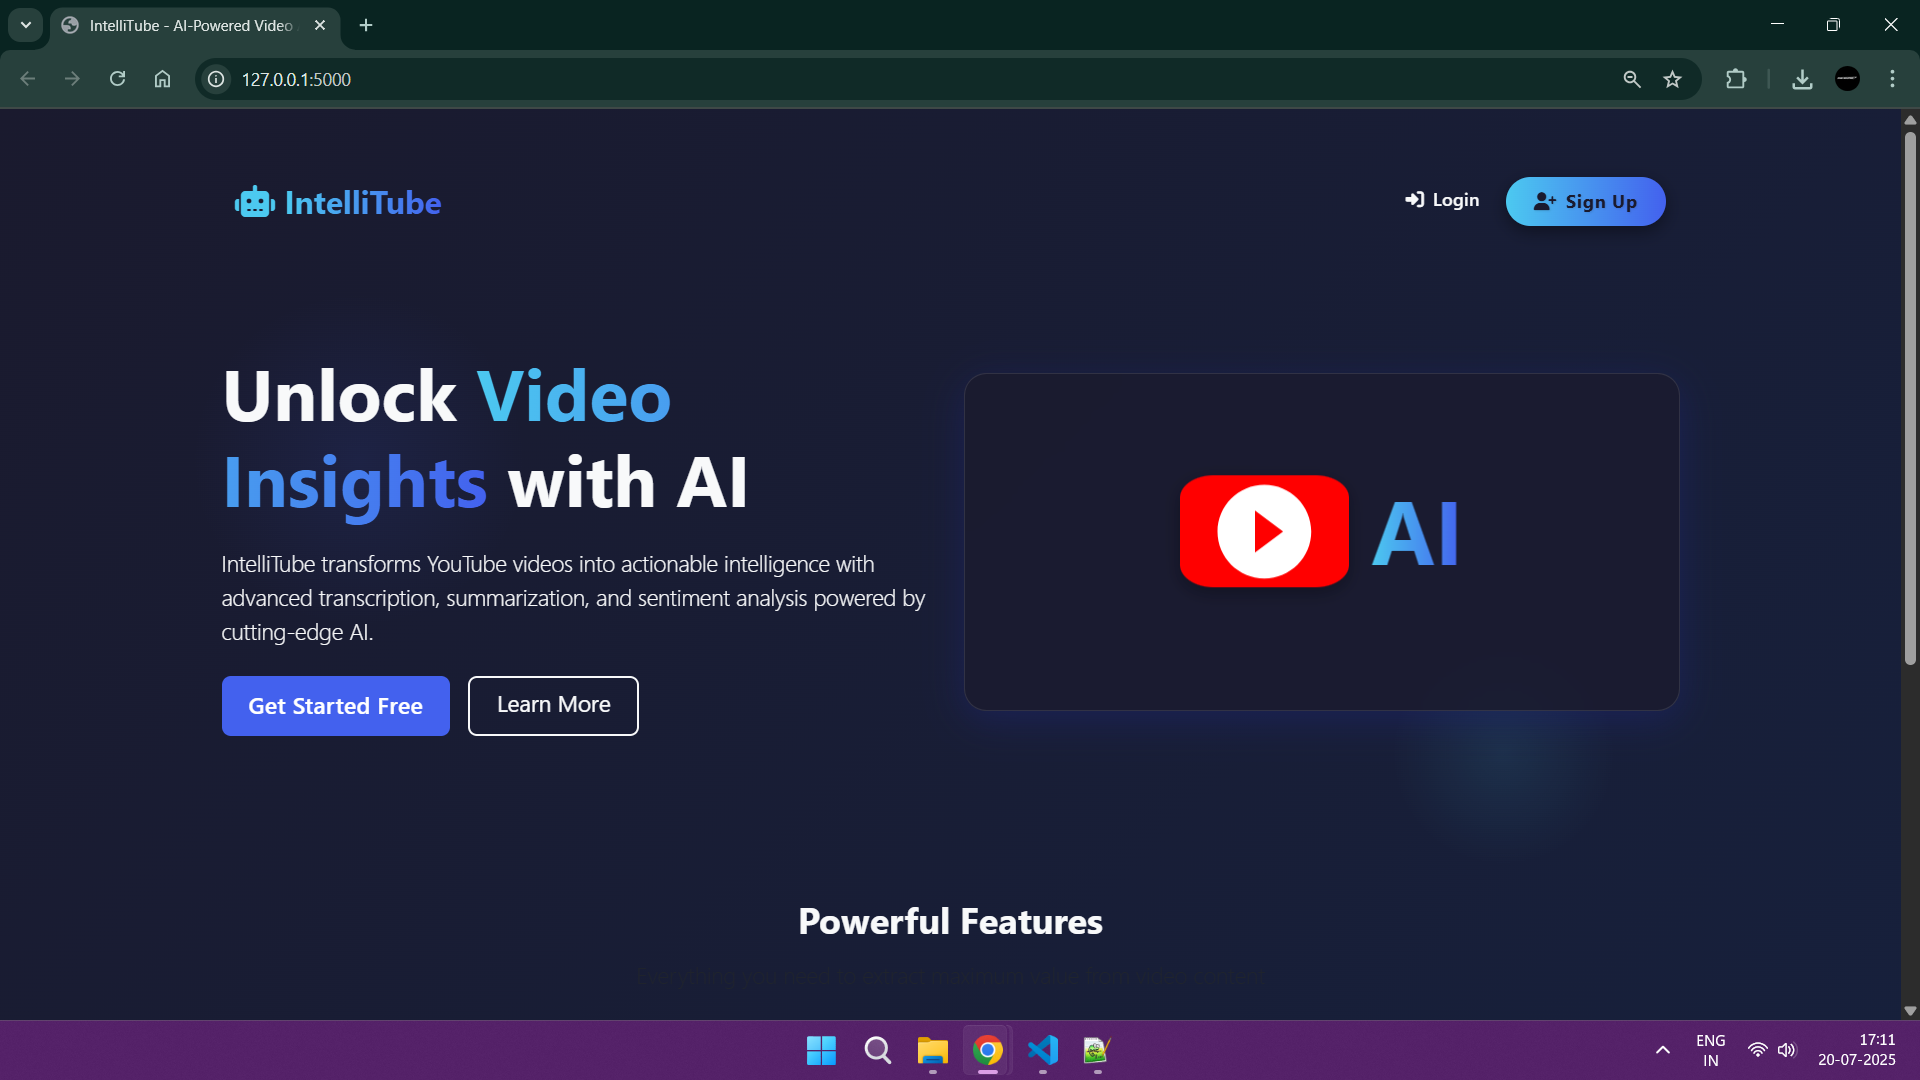 IntelliTube - AI-Powered Video
127.0.0.1:5000
IntelliTube
Login
Sign Up
Unlock Video
Insights with AI
IntelliTube transforms YouTube videos into actionable intelligence with
advanced transcription, summarization, and sentiment analysis powered by
cutting-edge AI.
Get Started Free
Learn More
AI
Powerful Features
Everything you need to extract maximum value from video content
ENG
IN
17:11
20-07-2025